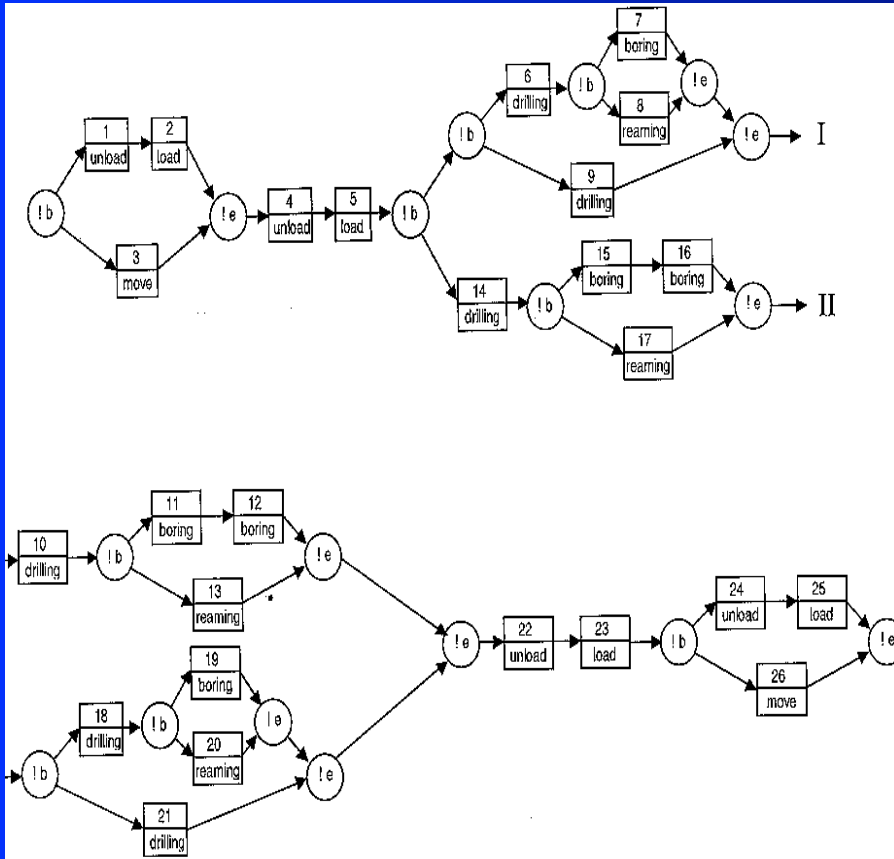 7
boring
6
drilling
! b
! e
8
reaming
1
unload
2
load
! b
! e
I
9
drilling
! b
! e
4
unload
5
load
! b
3
move
15
boring
16
boring
14
drilling
! b
! e
II
17
reaming
11
boring
12
boring
10
drilling
! b
! e
13
reaming
24
unload
25
load
22
unload
23
load
! e
! b
! e
26
move
19
boring
18
drilling
! b
! e
20
reaming
! b
! e
21
drilling